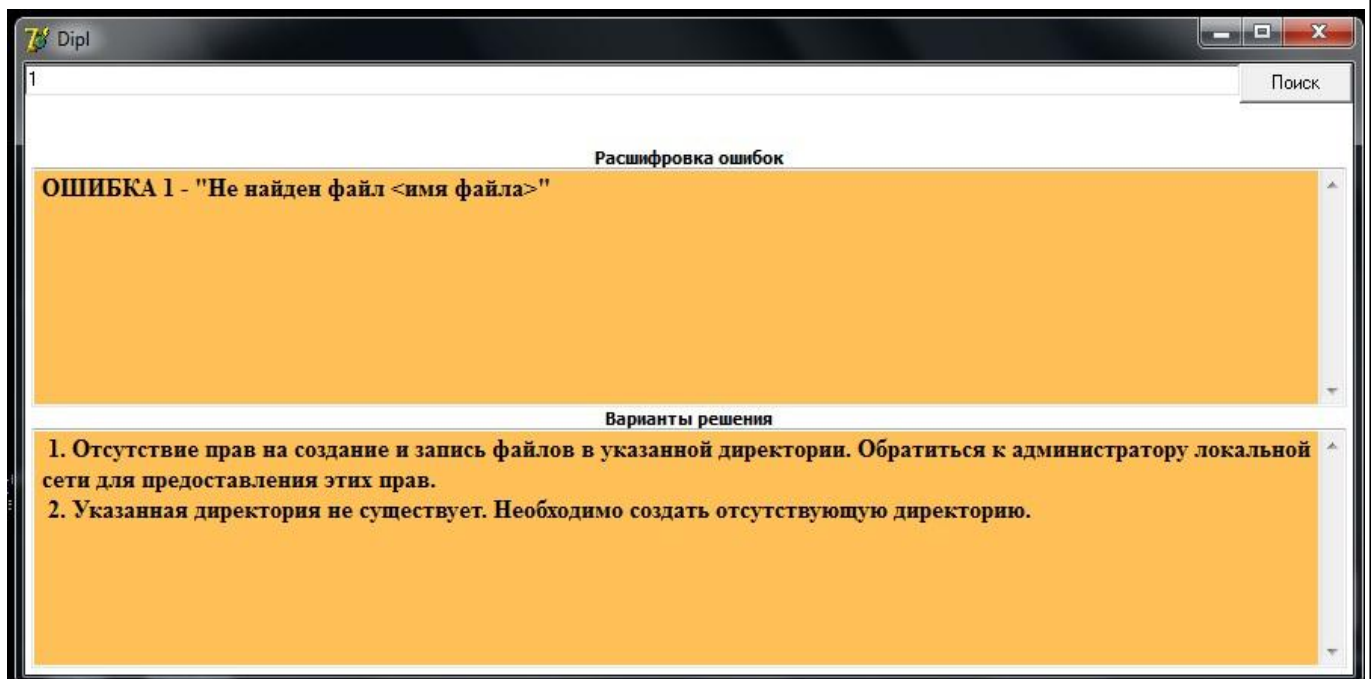 Dipl
1
Поиск
Расшифровка ошибок
ОШИБКА 1 - "Не найден файл <имя файла>"
Варианты решения
1. Отсутствие прав на создание и запись файлов в указанной директории. Обратиться к администратору локальной
сети для предоставления этих прав.
2. Указанная директория не существует. Необходимо создать отсутствующую директорию.